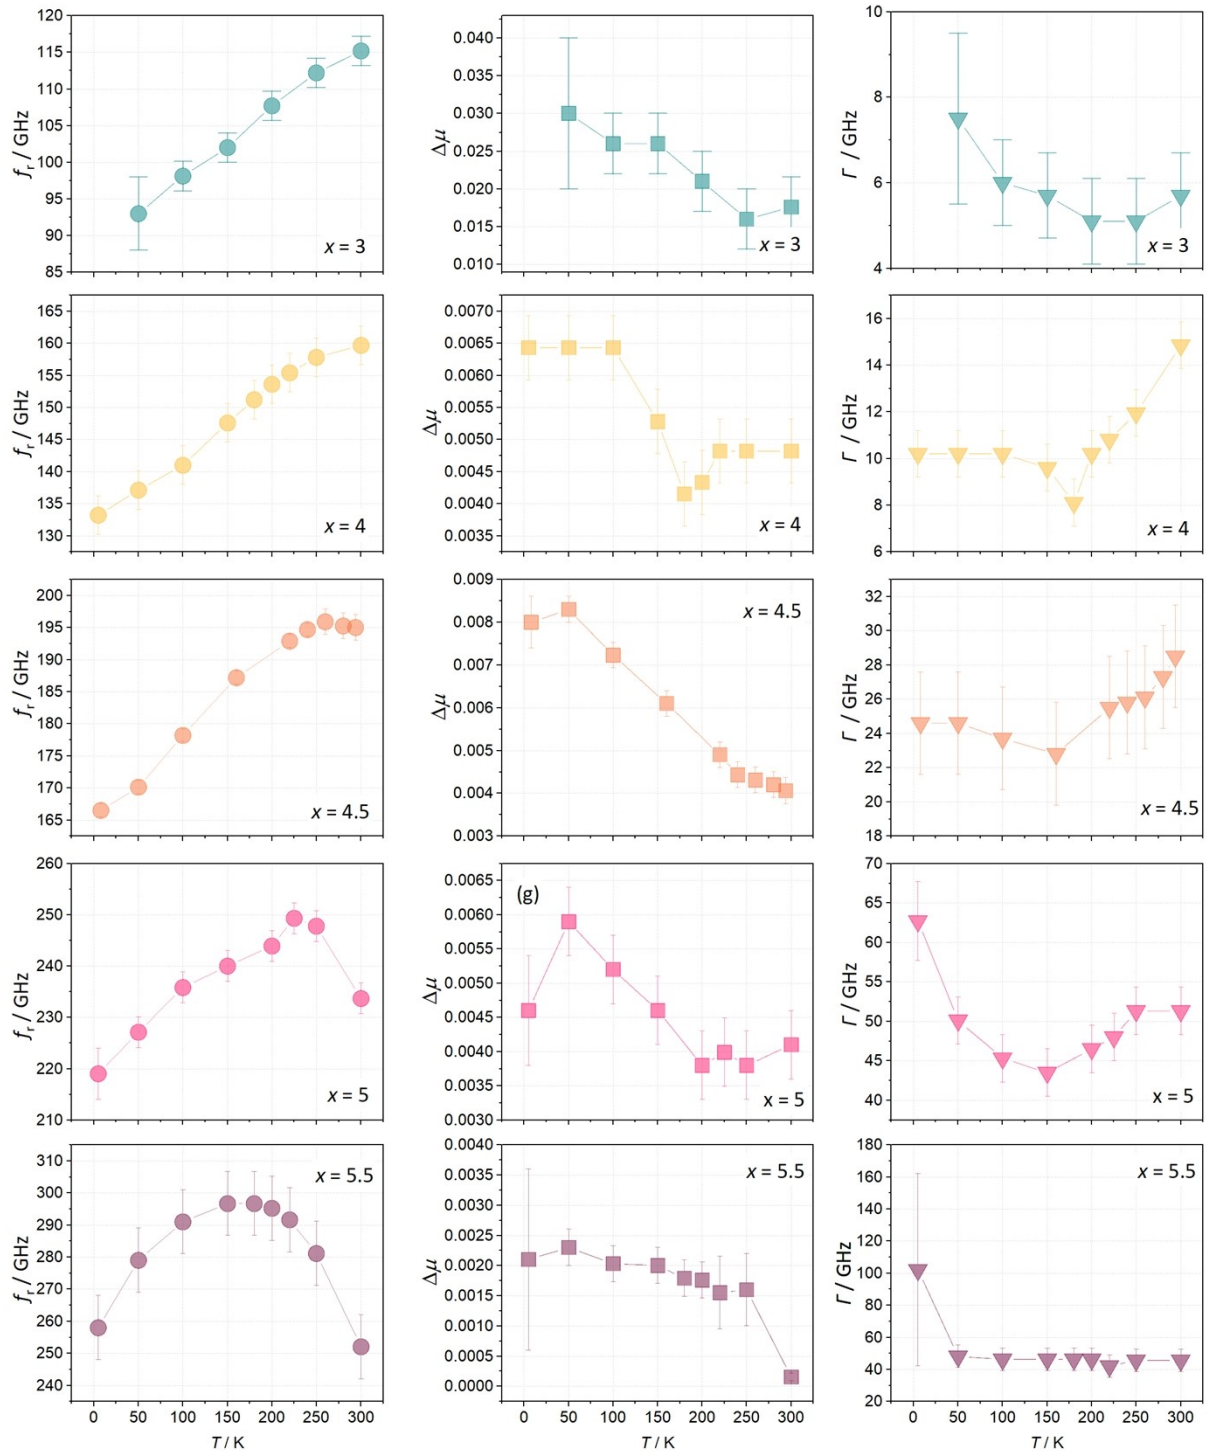 120
115
110
105
100
95
90
85
f_r / GHz
x = 3
0.040
0.030
0.025
0.020
0.015
0.010
Δμ
x = 3
10
8
6
4
Γ / GHz
x = 3
165
160
155
150
145
140
135
130
f_r / GHz
x = 4
0.0070
0.0065
0.0060
0.0055
0.0050
0.0045
0.0040
0.0035
Δμ
x = 4
16
14
12
10
8
6
Γ / GHz
x = 4
200
195
190
185
180
175
170
165
f_r / GHz
x = 4.5
0.009
0.008
0.007
0.006
0.005
0.004
0.003
Δμ
x = 4.5
32
30
28
26
24
22
20
18
Γ / GHz
x = 4.5
260
250
240
230
220
210
f_r / GHz
x = 5
(g)
0.0065
0.0060
0.0055
0.0050
0.0045
0.0040
0.0035
0.0030
Δμ
x = 5
70
65
60
55
50
45
40
Γ / GHz
x = 5
310
300
290
280
270
260
250
240
f_r / GHz
x = 5.5
0 50 100 150 200 250 300
T / K
0.0040
0.0035
0.0030
0.0025
0.0020
0.0015
0.0010
0.0005
0.0000
Δμ
x = 5.5
0 50 100 150 200 250 300
T / K
180
160
140
120
100
80
60
40
20
Γ / GHz
x = 5.5
0 50 100 150 200 250 300
T / K